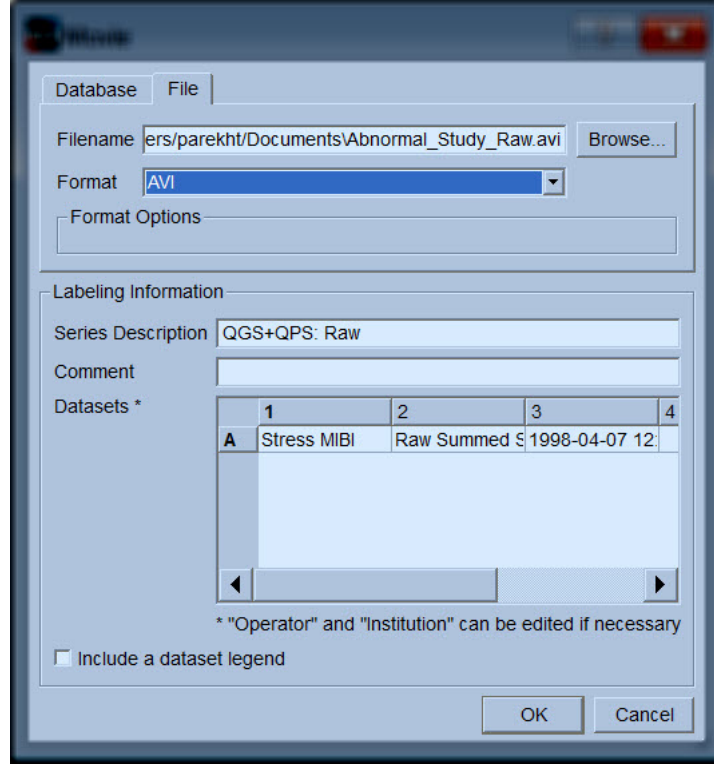 Movie
Database File
Filename ers/parekht/Documents\Abnormal_Study_Raw.avi Browse...
Format AVI
Format Options
Labeling Information
Series Description QGS+QPS: Raw
Comment
Datasets *
1 2 3 4
A Stress MIBI Raw Summed S 1998-04-07 12:
* "Operator" and "Institution" can be edited if necessary
Include a dataset legend
OK Cancel